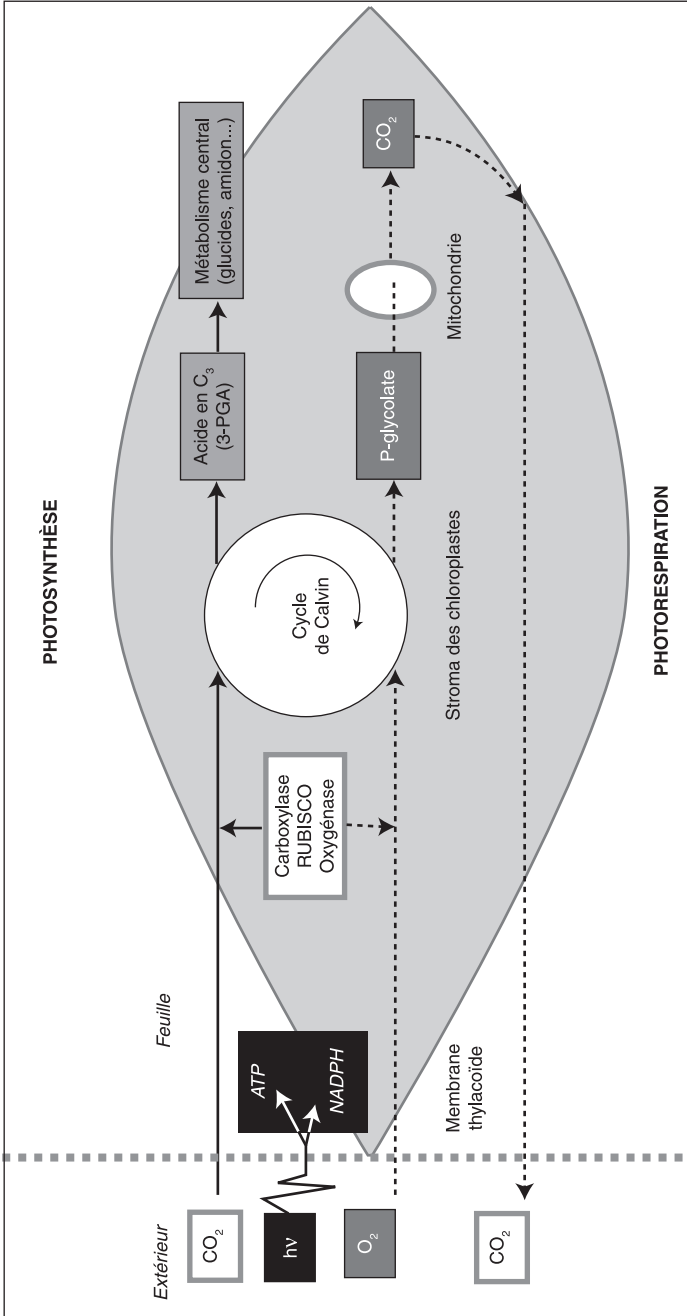 PHOTOSYNTHÈSE
Extérieur
Feuille
CO₂
Acide en C₃
(3-PGA)
Métabolisme central
(glucides, amidon...)
hν
ATP
NADPH
Carboxylase
RUBISCO
Oxygénase
Cycle
de Calvin
O₂
P-glycolate
CO₂
Membrane
thylacoïde
Stroma des chloroplastes
Mitochondrie
CO₂
PHOTORESPIRATION